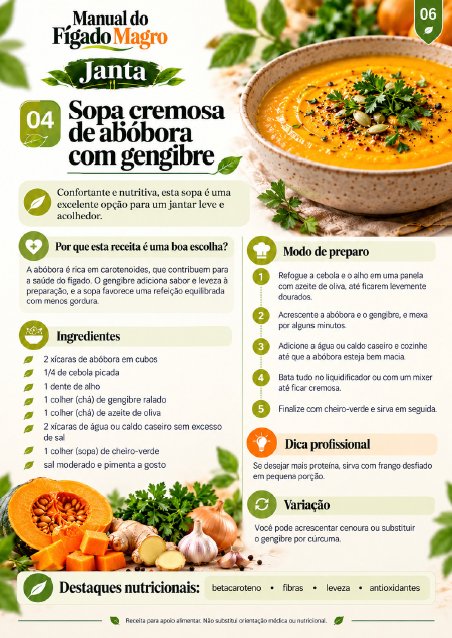 Manual do
Fígado Magro
06
Janta
04
Sopa cremosa
de abóbora
com gengibre
Confortante e nutritiva, esta sopa é uma
excelente opção para um jantar leve e
acolhedor.
Por que esta receita é uma boa escolha?
A abóbora é rica em carotenoides, que contribuem para
a saúde do fígado. O gengibre adiciona sabor e leveza à
preparação, e a sopa favorece uma refeição equilibrada
com menos gordura.
Ingredientes
2 xícaras de abóbora em cubos
1/4 de cebola picada
1 dente de alho
1 colher (chá) de gengibre ralado
1 colher (chá) de azeite de oliva
2 xícaras de água ou caldo caseiro sem excesso
de sal
1 colher (sopa) de cheiro-verde
sal moderado e pimenta a gosto
Modo de preparo
1 Refogue a cebola e o alho em uma panela
com azeite de oliva, até ficarem levemente
dourados.
2 Acrescente a abóbora e o gengibre, e mexa
por alguns minutos.
3 Adicione a água ou caldo caseiro e cozinhe
até que a abóbora esteja bem macia.
4 Bata tudo no liquidificador ou com um mixer
até ficar cremosa.
5 Finalize com cheiro-verde e sirva em seguida.
Dica profissional
Se desejar mais proteína, sirva com frango desfiado
em pequena porção.
Variação
Você pode acrescentar cenoura ou substituir
o gengibre por cúrcuma.
Destaques nutricionais: betacaroteno • fibras • leveza • antioxidantes
Receita para apoio alimentar. Não substitui orientação médica ou nutricional.